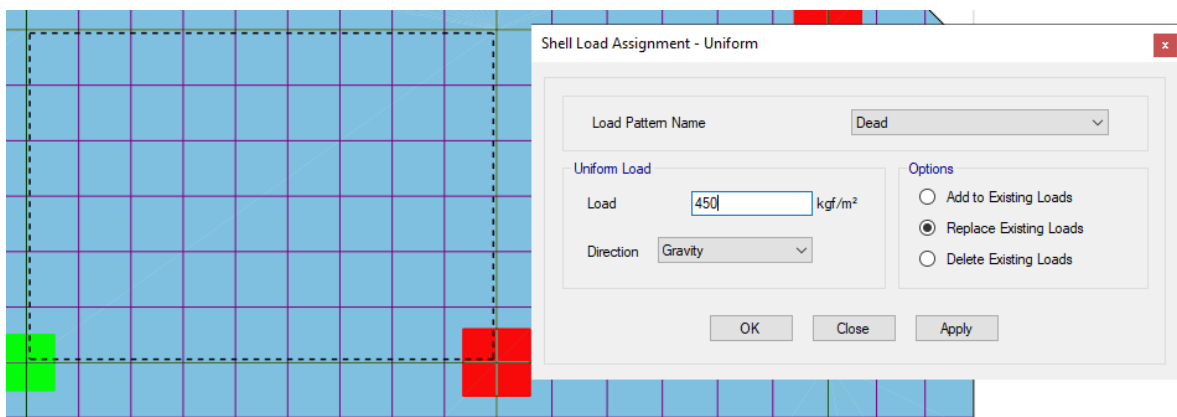 Shell Load Assignment - Uniform
x
Load Pattern Name
Dead
Uniform Load
Load
450
kgf/m²
Direction
Gravity
Options
Add to Existing Loads
Replace Existing Loads
Delete Existing Loads
OK
Close
Apply